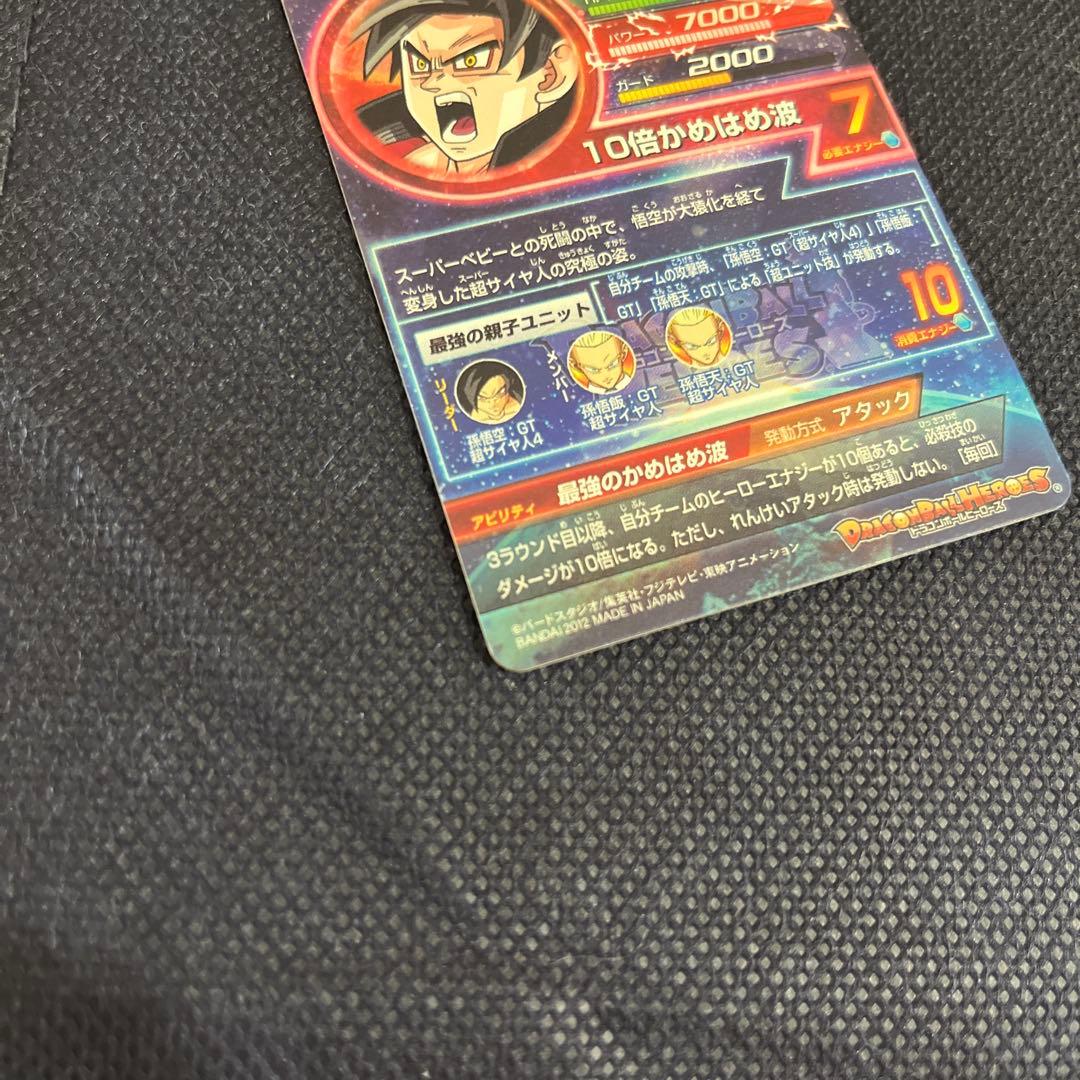 7000
パワー
2000
ガード
10倍かめはめ波
7
必要エナジー
スーパーベビーとの死闘の中で、悟空が大猿化を経て
変身した超サイヤ人の究極の姿。
最強の親子ユニット
自分チームの攻撃時、「孫悟空:GT(超サイヤ人4)」「孫悟飯:
GT」「孫悟天:GT」による「超ユニット技」が発動する。
10
消費エナジー
リーダー
孫悟空:GT
超サイヤ人4
メンバー
孫悟飯:GT
超サイヤ人
孫悟天:GT
超サイヤ人
アビリティ 最強のかめはめ波 発動方式 アタック
3ラウンド目以降、自分チームのヒーローエナジーが10個あると、必殺技の
ダメージが10倍になる。ただし、れんけいアタック時は発動しない。[毎回]
©バードスタジオ/集英社・フジテレビ・東映アニメーション
BANDAI 2012 MADE IN JAPAN
DRAGONBALL HEROES®
ドラゴンボールヒーローズ